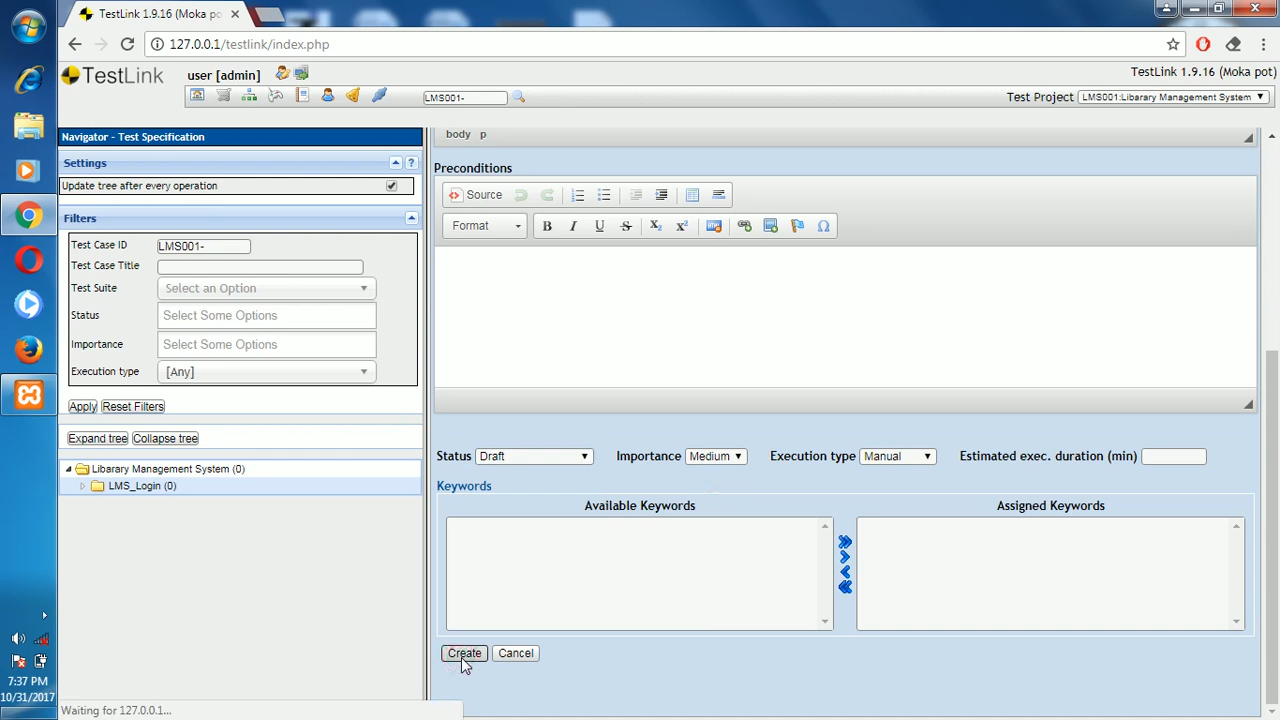 TestLink 1.9.16 (Moka po
127.0.0.1/testlink/index.php
TestLink
user [admin]
TestLink 1.9.16 (Moka pot)
LMS001-
Test Project
LMS001:Libarary Management System
Navigator - Test Specification
Settings
?
Update tree after every operation
Filters
Test Case ID
LMS001-
Test Case Title
Test Suite
Select an Option
Status
Select Some Options
Importance
Select Some Options
Execution type
[Any]
Apply
Reset Filters
Expand tree
Collapse tree
Libarary Management System (0)
LMS_Login (0)
body p
Preconditions
Source
Format
B I U S X₂ X² Ω
Status
Draft
Importance
Medium
Execution type
Manual
Estimated exec. duration (min)
Keywords
Available Keywords
Assigned Keywords
Create
Cancel
7:37 PM
10/31/2017
Waiting for 127.0.0.1...